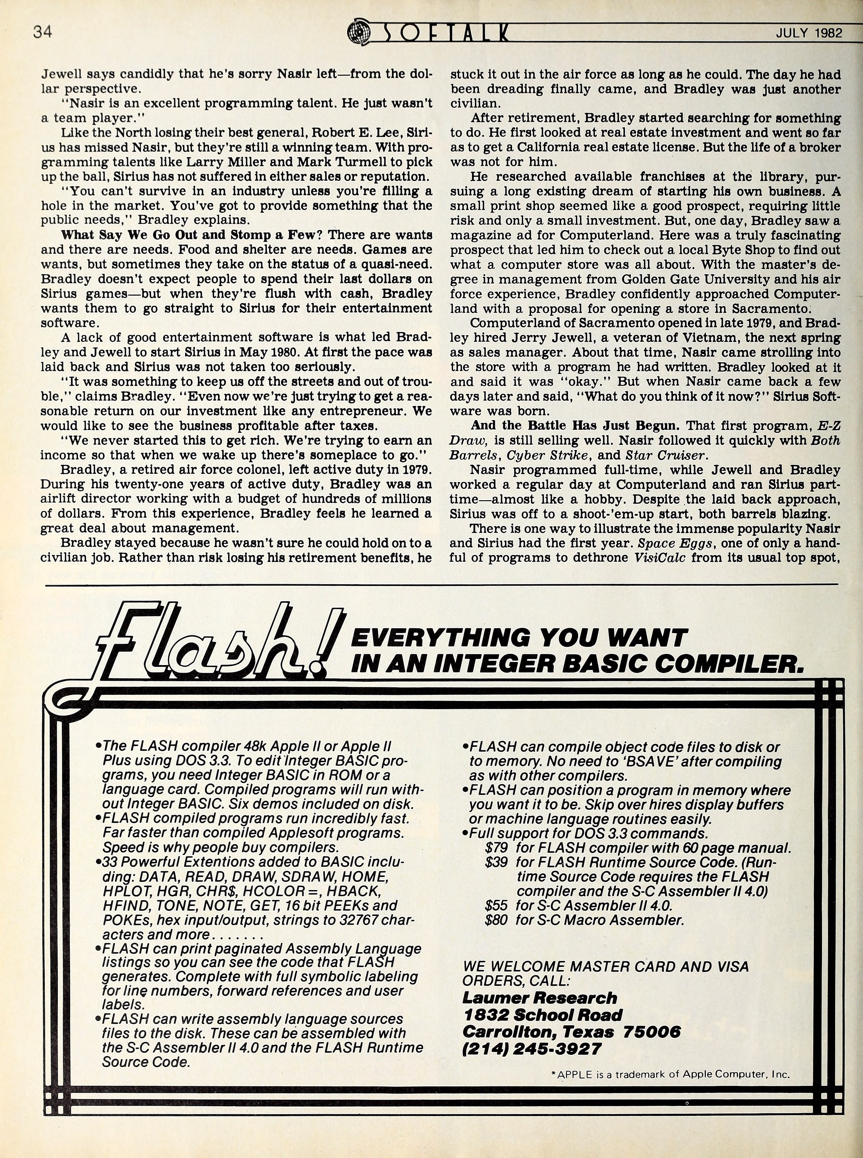 34
SOFTALK
JULY 1982
Jewell says candidly that he's sorry Nasir left—from the dol-
lar perspective.
"Nasir is an excellent programming talent. He just wasn't
a team player."
Like the North losing their best general, Robert E. Lee, Siri-
us has missed Nasir, but they're still a winning team. With pro-
gramming talents like Larry Miller and Mark Turmell to pick
up the ball, Sirius has not suffered in either sales or reputation.
"You can't survive in an industry unless you're filling a
hole in the market. You've got to provide something that the
public needs," Bradley explains.
What Say We Go Out and Stomp a Few? There are wants
and there are needs. Food and shelter are needs. Games are
wants, but sometimes they take on the status of a quasi-need.
Bradley doesn't expect people to spend their last dollars on
Sirius games—but when they're flush with cash, Bradley
wants them to go straight to Sirius for their entertainment
software.
A lack of good entertainment software is what led Brad-
ley and Jewell to start Sirius in May 1980. At first the pace was
laid back and Sirius was not taken too seriously.
"It was something to keep us off the streets and out of trou-
ble," claims Bradley. "Even now we're just trying to get a rea-
sonable return on our investment like any entrepreneur. We
would like to see the business profitable after taxes.
"We never started this to get rich. We're trying to earn an
income so that when we wake up there's someplace to go."
Bradley, a retired air force colonel, left active duty in 1979.
During his twenty-one years of active duty, Bradley was an
airlift director working with a budget of hundreds of millions
of dollars. From this experience, Bradley feels he learned a
great deal about management.
Bradley stayed because he wasn't sure he could hold on to a
civilian job. Rather than risk losing his retirement benefits, he
stuck it out in the air force as long as he could. The day he had
been dreading finally came, and Bradley was just another
civilian.
After retirement, Bradley started searching for something
to do. He first looked at real estate investment and went so far
as to get a California real estate license. But the life of a broker
was not for him.
He researched available franchises at the library, pur-
suing a long existing dream of starting his own business. A
small print shop seemed like a good prospect, requiring little
risk and only a small investment. But, one day, Bradley saw a
magazine ad for Computerland. Here was a truly fascinating
prospect that led him to check out a local Byte Shop to find out
what a computer store was all about. With the master's de-
gree in management from Golden Gate University and his air
force experience, Bradley confidently approached Computer-
land with a proposal for opening a store in Sacramento.
Computerland of Sacramento opened in late 1979, and Brad-
ley hired Jerry Jewell, a veteran of Vietnam, the next spring
as sales manager. About that time, Nasir came strolling into
the store with a program he had written. Bradley looked at it
and said it was "okay." But when Nasir came back a few
days later and said, "What do you think of it now?" Sirius Soft-
ware was born.
And the Battle Has Just Begun. That first program, E-Z
Draw, is still selling well. Nasir followed it quickly with Both
Barrels, Cyber Strike, and Star Cruiser.
Nasir programmed full-time, while Jewell and Bradley
worked a regular day at Computerland and ran Sirius part-
time—almost like a hobby. Despite the laid back approach,
Sirius was off to a shoot-'em-up start, both barrels blazing.
There is one way to illustrate the immense popularity Nasir
and Sirius had the first year. Space Eggs, one of only a hand-
ful of programs to dethrone VisiCalc from its usual top spot,
Flash!
EVERYTHING YOU WANT
IN AN INTEGER BASIC COMPILER.
•The FLASH compiler 48k Apple II or Apple II
Plus using DOS 3.3. To edit Integer BASIC pro-
grams, you need Integer BASIC in ROM or a
language card. Compiled programs will run with-
out Integer BASIC. Six demos included on disk.
•FLASH compiled programs run incredibly fast.
Far faster than compiled Applesoft programs.
Speed is why people buy compilers.
•33 Powerful Extentions added to BASIC inclu-
ding: DATA, READ, DRAW, SDRAW, HOME,
HPLOT, HGR, CHR$, HCOLOR =, HBACK,
HFIND, TONE, NOTE, GET, 16 bit PEEKs and
POKEs, hex input/output, strings to 32767 char-
acters and more.......
•FLASH can print paginated Assembly Language
listings so you can see the code that FLASH
generates. Complete with full symbolic labeling
for line numbers, forward references and user
labels.
•FLASH can write assembly language sources
files to the disk. These can be assembled with
the S-C Assembler II 4.0 and the FLASH Runtime
Source Code.
•FLASH can compile object code files to disk or
to memory. No need to 'BSAVE' after compiling
as with other compilers.
•FLASH can position a program in memory where
you want it to be. Skip over hires display buffers
or machine language routines easily.
•Full support for DOS 3.3 commands.
$79 for FLASH compiler with 60 page manual.
$39 for FLASH Runtime Source Code. (Run-
time Source Code requires the FLASH
compiler and the S-C Assembler II 4.0)
$55 for S-C Assembler II 4.0.
$80 for S-C Macro Assembler.
WE WELCOME MASTER CARD AND VISA
ORDERS, CALL:
Laumer Research
1832 School Road
Carrollton, Texas 75006
(214) 245-3927
*APPLE is a trademark of Apple Computer, Inc.